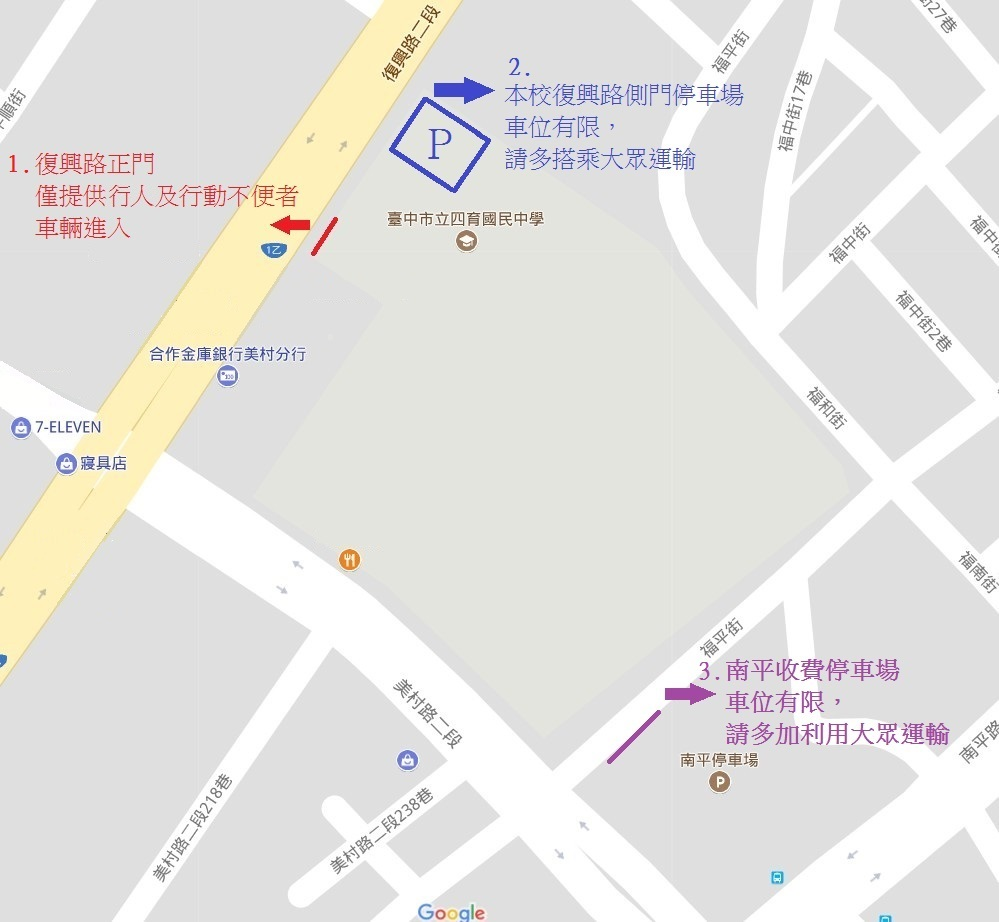 復興路二段
福平街
福中街17巷
2.
本校復興路側門停車場
車位有限，
請多搭乘大眾運輸
P
1.復興路正門
僅提供行人及行動不便者
車輛進入
臺中市立四育國民中學
1乙
福中街
福中街2巷
合作金庫銀行美村分行
福和街
7-ELEVEN
寢具店
福南街
福平街
3.南平收費停車場
車位有限，
請多加利用大眾運輸
美村路二段
南平路
南平停車場
P
美村路二段218巷
美村路二段238巷
Google